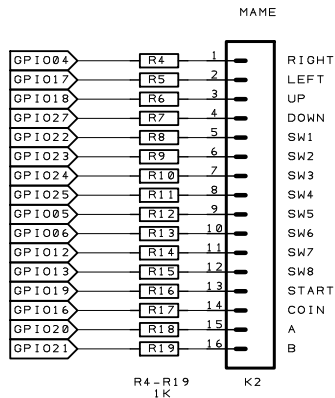 MAME
GPIO04 R4 1 RIGHT
GPIO17 R5 2 LEFT
GPIO18 R6 3 UP
GPIO27 R7 4 DOWN
GPIO22 R8 5 SW1
GPIO23 R9 6 SW2
GPIO24 R10 7 SW3
GPIO25 R11 8 SW4
GPIO05 R12 9 SW5
GPIO06 R13 10 SW6
GPIO12 R14 11 SW7
GPIO13 R15 12 SW8
GPIO19 R16 13 START
GPIO16 R17 14 COIN
GPIO20 R18 15 A
GPIO21 R19 16 B
R4-R19 K2
1K